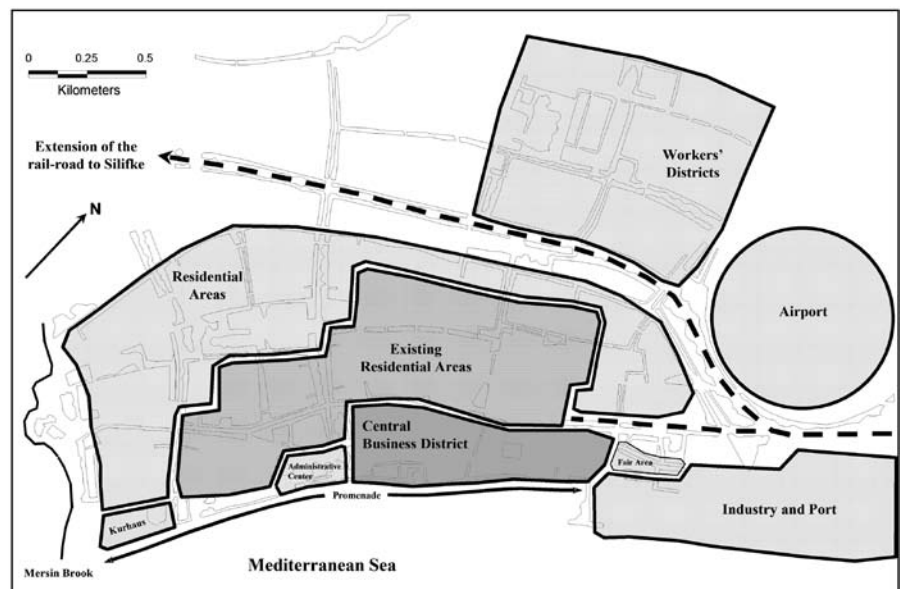 0 0.25 0.5
Kilometers
Extension of the
rail-road to Silifke
N
Workers'
Districts
Residential
Areas
Airport
Existing
Residential Areas
Central
Business District
Administrative
Center
Fair Area
Promenade
Kurhaus
Industry and Port
Mediterranean Sea
Mersin Brook